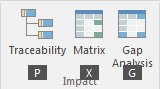 Traceability Matrix Gap
Analysis
P X G
Impact